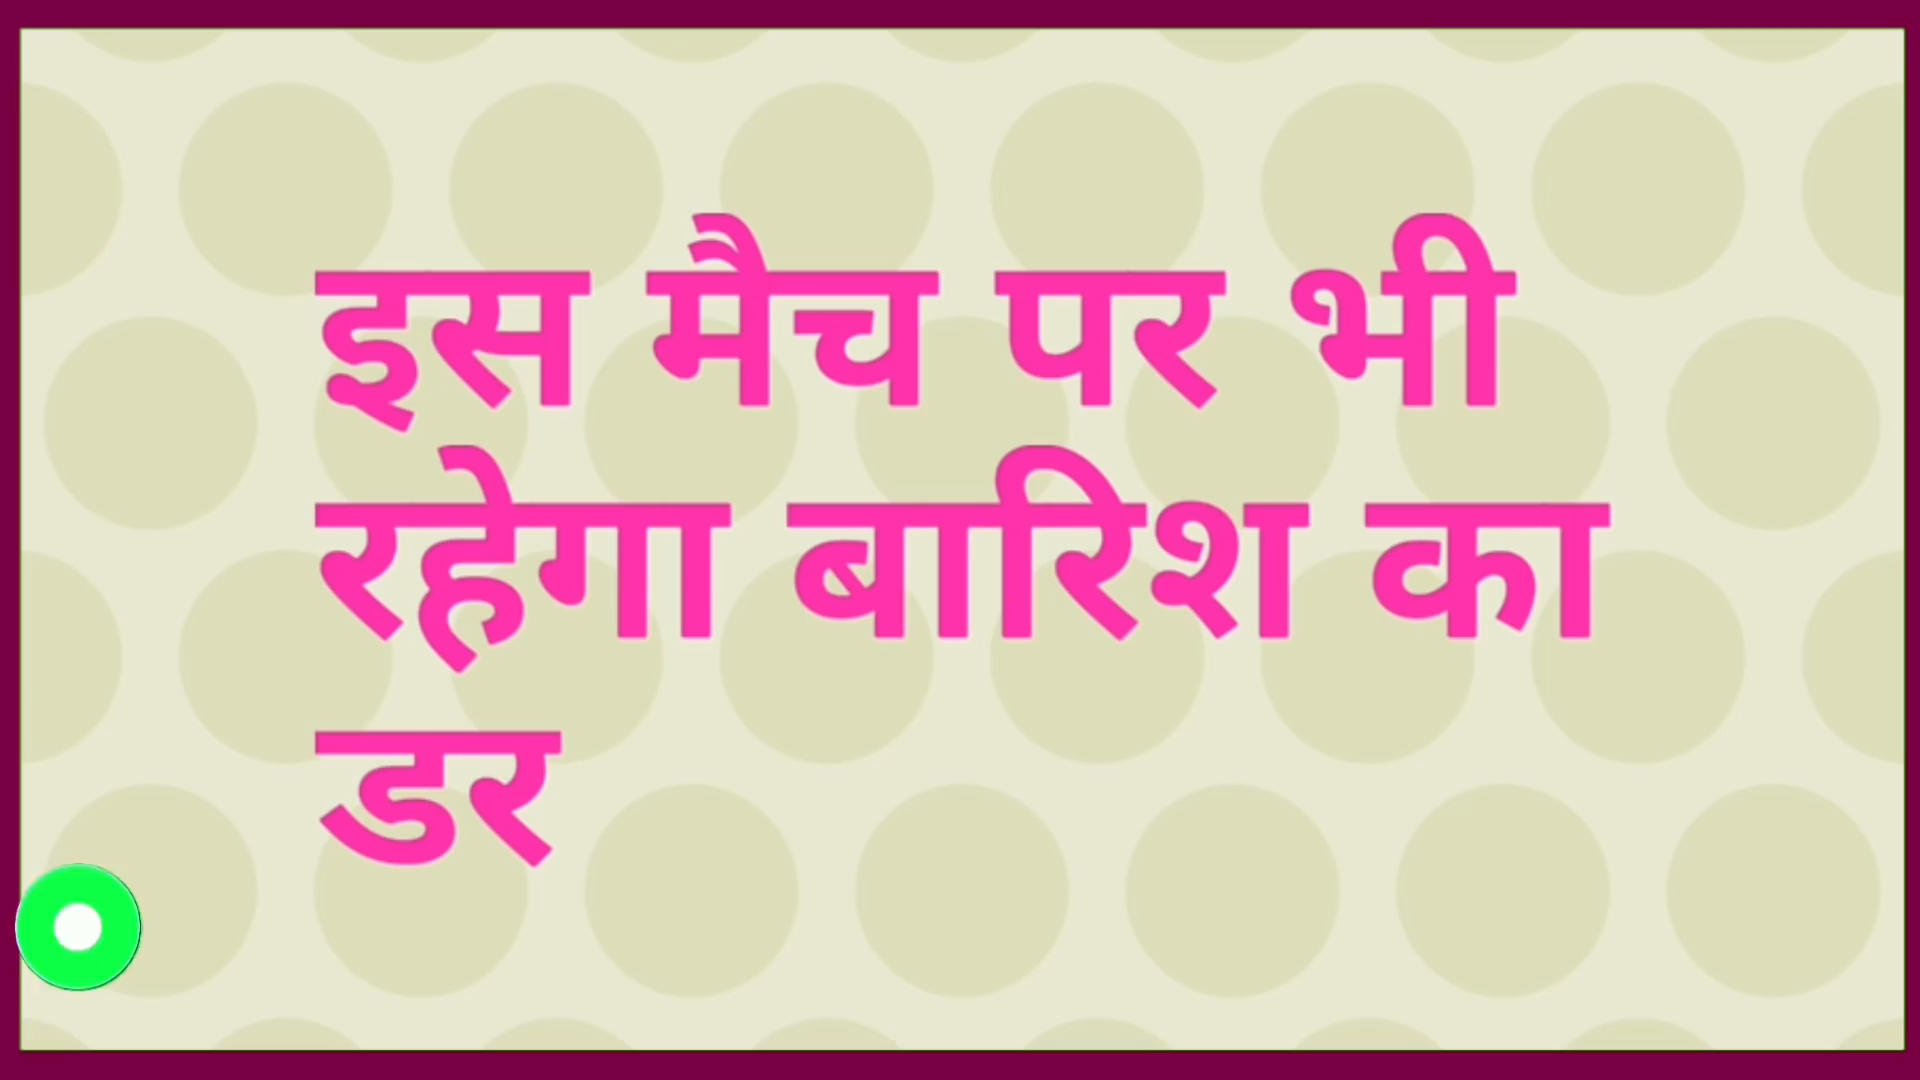 इस मैच पर भी
रहेगा बारिश का
डर